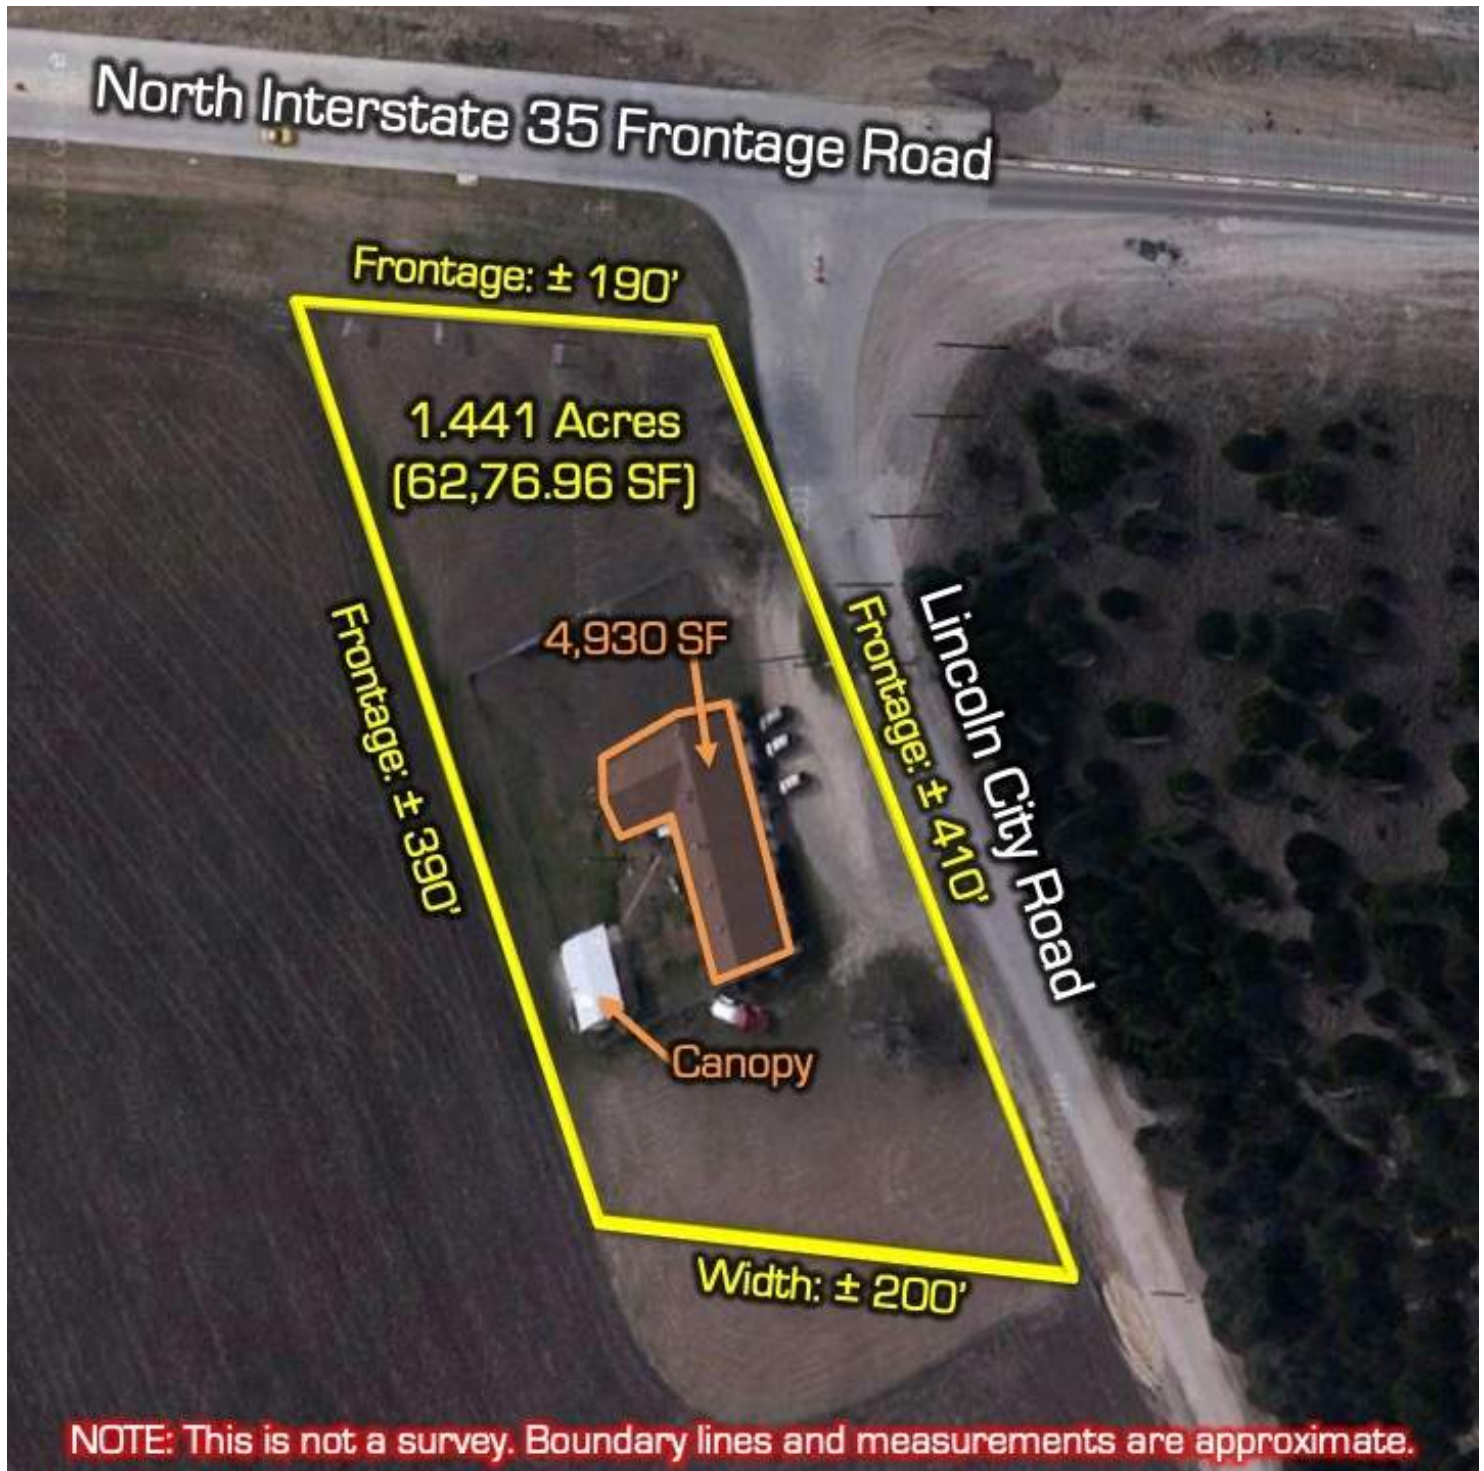 North Interstate 35 Frontage Road
Frontage: ± 190'
1.441 Acres
(62,76.96 SF)
4,930 SF
Frontage: ± 390'
Frontage: ± 410'
Lincoln City Road
Canopy
Width: ± 200'
NOTE: This is not a survey. Boundary lines and measurements are approximate.